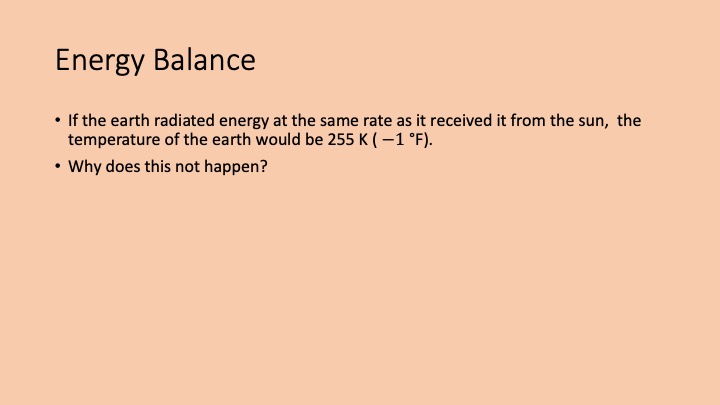 Energy Balance
• If the earth radiated energy at the same rate as it received it from the sun,  the
temperature of the earth would be 255 K ( −1 °F).
• Why does this not happen?